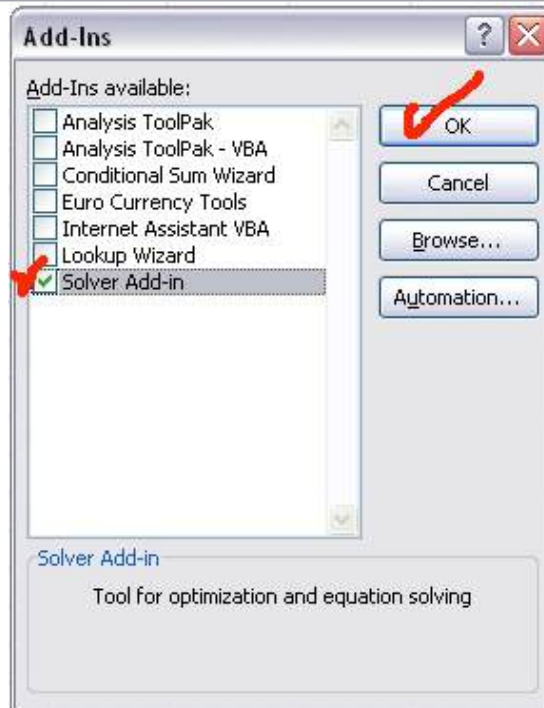 Add-Ins
?
Add-Ins available:
Analysis ToolPak
Analysis ToolPak - VBA
Conditional Sum Wizard
Euro Currency Tools
Internet Assistant VBA
Lookup Wizard
Solver Add-in
OK
Cancel
Browse...
Automation...
Solver Add-in
Tool for optimization and equation solving